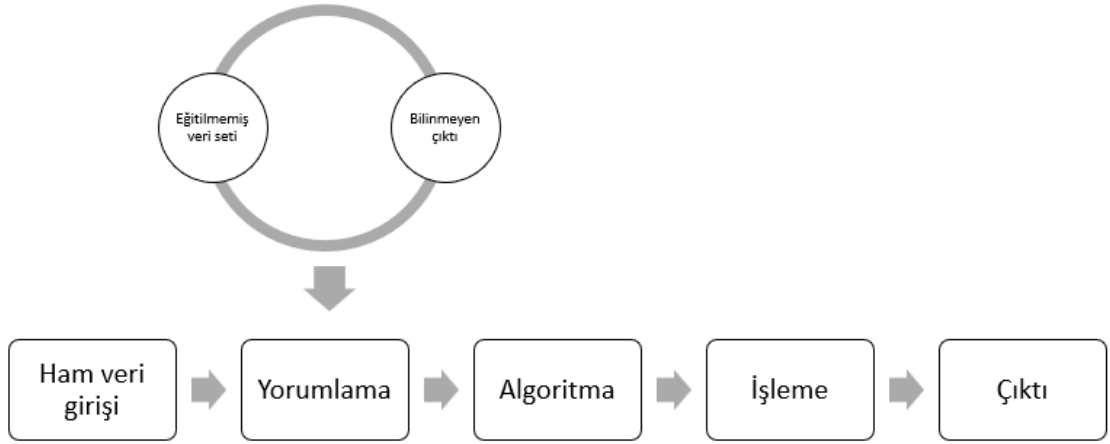 Eğitilmemiş
veri seti
Bilinmeyen
çıktı
Ham veri
girişi
Yorumlama
Algoritma
İşleme
Çıktı